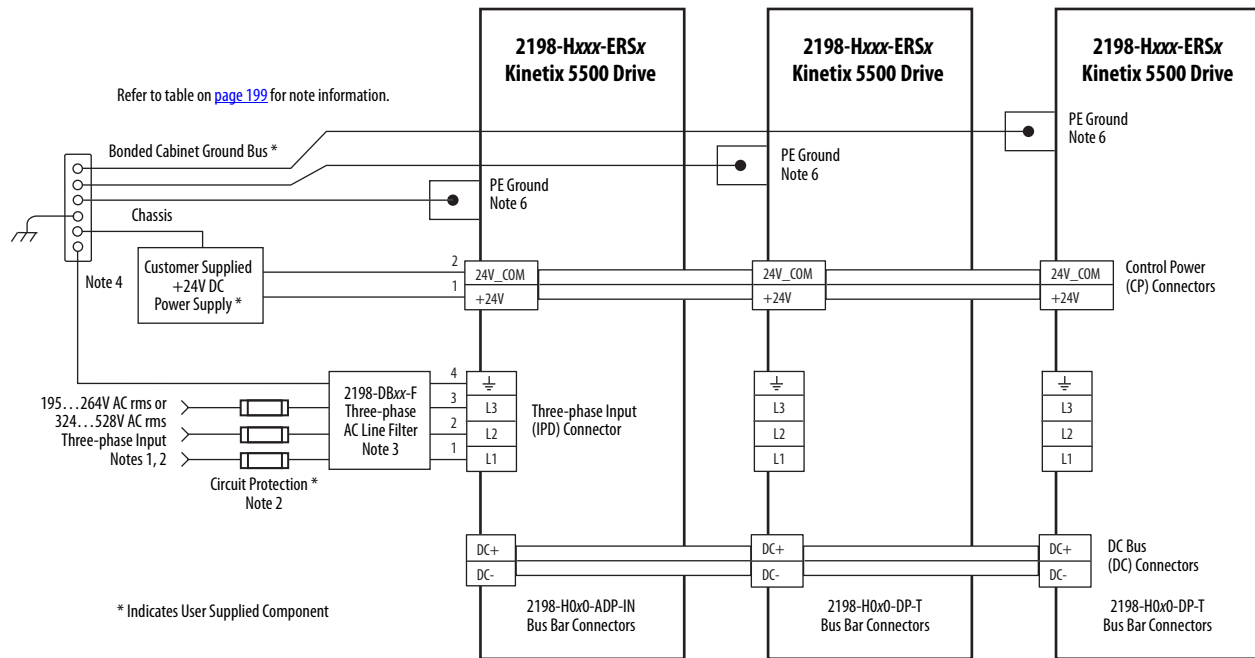 2198-Hxxx-ERSx
Kinetix 5500 Drive
2198-Hxxx-ERSx
Kinetix 5500 Drive
2198-Hxxx-ERSx
Kinetix 5500 Drive
Refer to table on page 199 for note information.
Bonded Cabinet Ground Bus *
PE Ground
Note 6
PE Ground
Note 6
PE Ground
Note 6
Chassis
Note 4
Customer Supplied
+24V DC
Power Supply *
2
1
24V_COM
+24V
24V_COM
+24V
24V_COM
+24V
Control Power
(CP) Connectors
195…264V AC rms or
324…528V AC rms
Three-phase Input
Notes 1, 2
Circuit Protection *
Note 2
2198-DBxx-F
Three-phase
AC Line Filter
Note 3
4
3
2
1
L3
L2
L1
Three-phase Input
(IPD) Connector
L3
L2
L1
L3
L2
L1
DC+
DC-
DC+
DC-
DC+
DC-
DC Bus
(DC) Connectors
* Indicates User Supplied Component
2198-H0x0-ADP-IN
Bus Bar Connectors
2198-H0x0-DP-T
Bus Bar Connectors
2198-H0x0-DP-T
Bus Bar Connectors